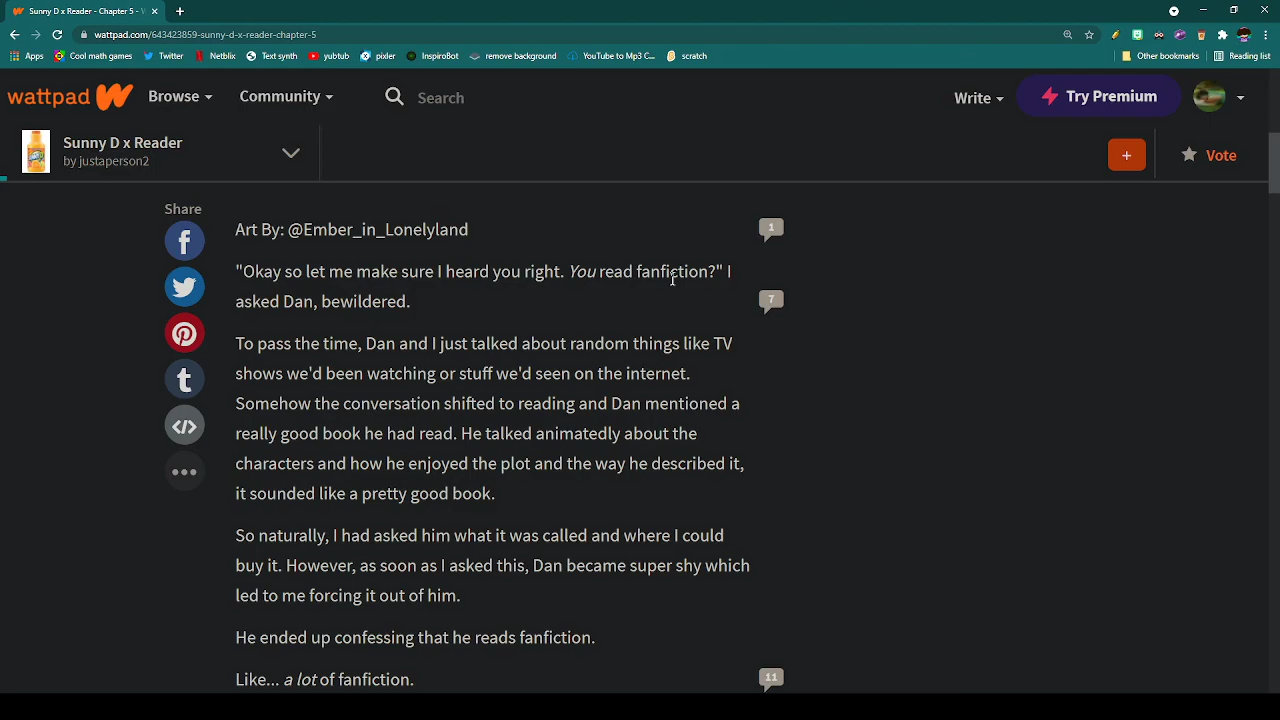 Sunny D x Reader - Chapter 5 - V
wattpad.com/643423859-sunny-d-x-reader-chapter-5
Apps
Cool math games
Twitter
Netblix
Text synth
yubtub
pixler
InspiroBot
remove background
YouTube to Mp3 C...
scratch
Other bookmarks
Reading list
wattpad
Browse
Community
Search
Write
Try Premium
Sunny D x Reader
by justaperson2
+
Vote
Share
Art By: @Ember_in_Lonelyland
1
"Okay so let me make sure I heard you right. You read fanfiction?" I
asked Dan, bewildered.
7
To pass the time, Dan and I just talked about random things like TV
shows we'd been watching or stuff we'd seen on the internet.
Somehow the conversation shifted to reading and Dan mentioned a
really good book he had read. He talked animatedly about the
characters and how he enjoyed the plot and the way he described it,
it sounded like a pretty good book.
So naturally, I had asked him what it was called and where I could
buy it. However, as soon as I asked this, Dan became super shy which
led to me forcing it out of him.
He ended up confessing that he reads fanfiction.
Like... a lot of fanfiction.
11